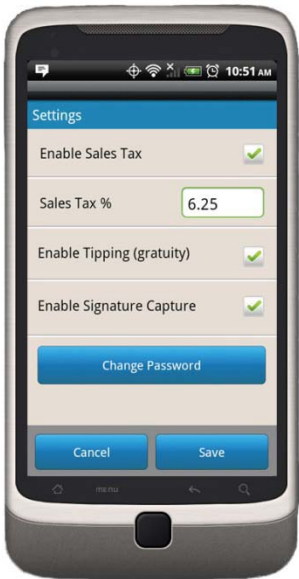 10:51 AM
Settings
Enable Sales Tax
Sales Tax %
6.25
Enable Tipping (gratuity)
Enable Signature Capture
Change Password
Cancel
Save
menu